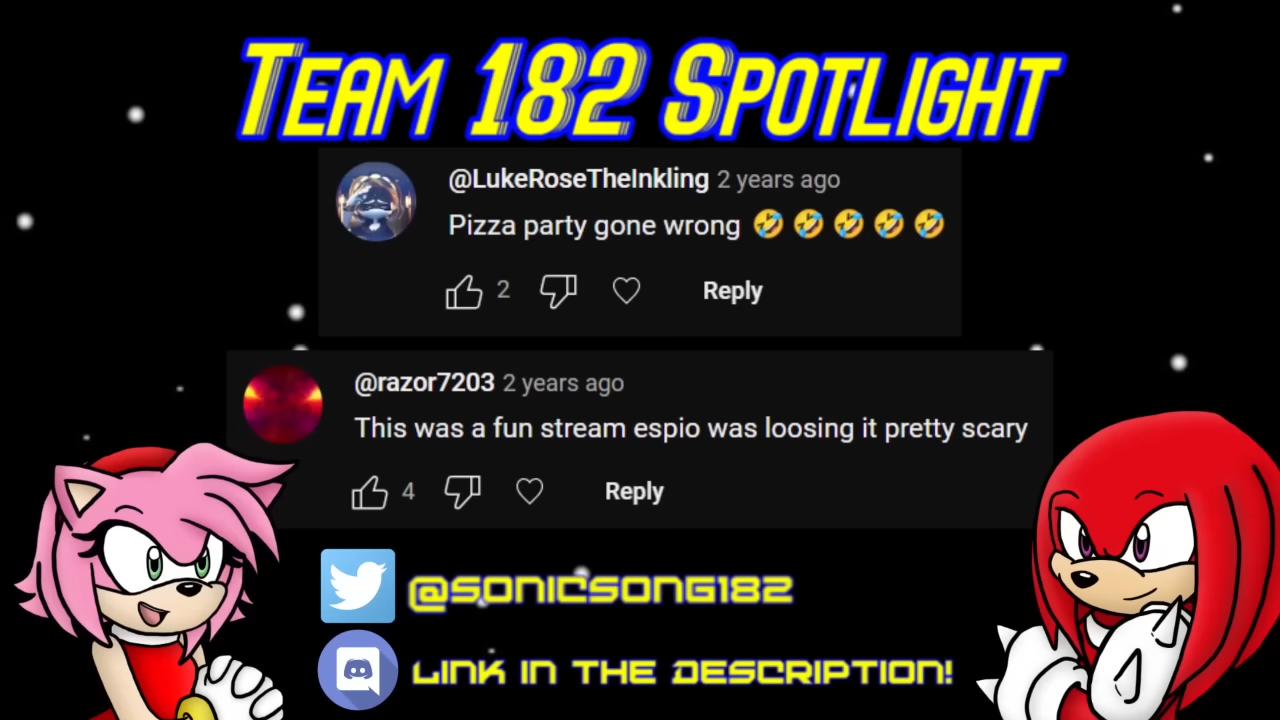 TEAM 182 SPOTLIGHT
@LukeRoseTheInkling 2 years ago
Pizza party gone wrong 🤣🤣🤣🤣🤣
2 Reply
@razor7203 2 years ago
This was a fun stream espio was loosing it pretty scary
4 Reply
@SONICSONG182
LINK IN THE DESCRIPTION!